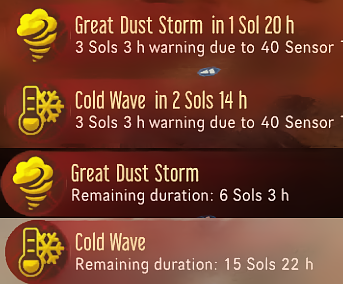 Great Dust Storm in 1 Sol 20 h
3 Sols 3 h warning due to 40 Sensor
Cold Wave in 2 Sols 14 h
3 Sols 3 h warning due to 40 Sensor
Great Dust Storm
Remaining duration: 6 Sols 3 h
Cold Wave
Remaining duration: 15 Sols 22 h